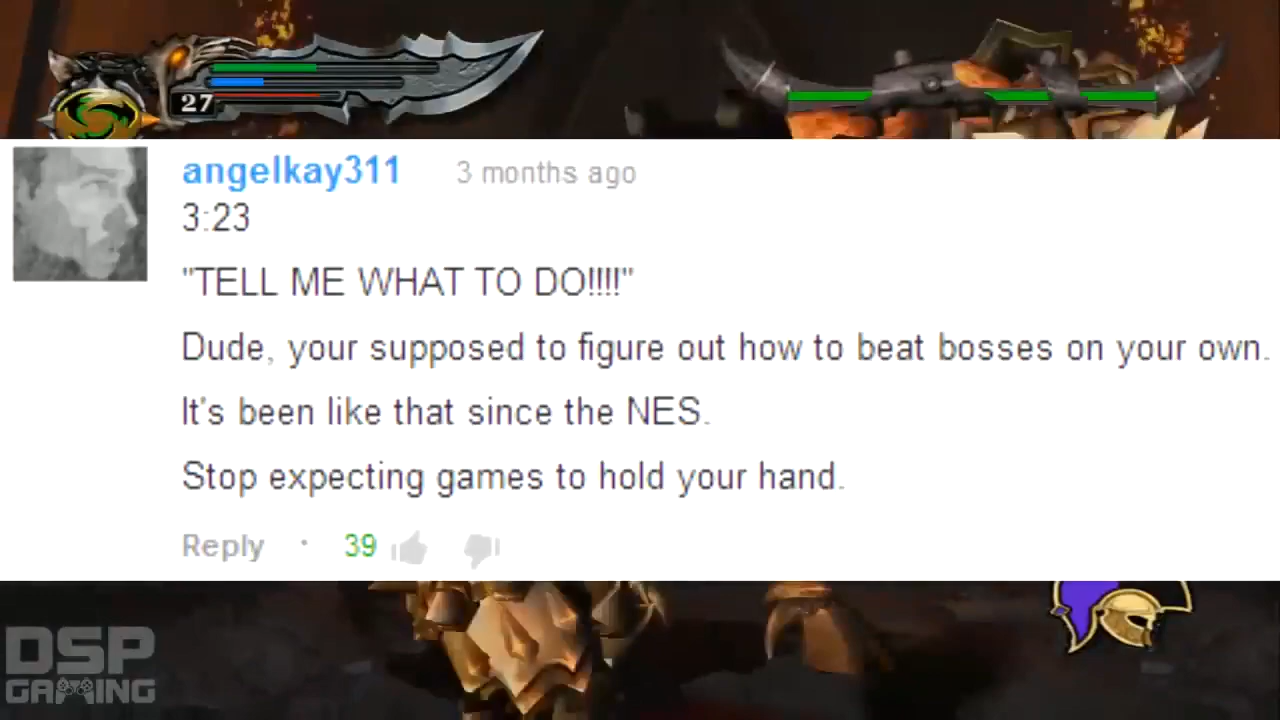 27
angelkay311 3 months ago
3:23
"TELL ME WHAT TO DO!!!!"
Dude, your supposed to figure out how to beat bosses on your own.
It's been like that since the NES.
Stop expecting games to hold your hand.
Reply · 39
DSP
GAMING